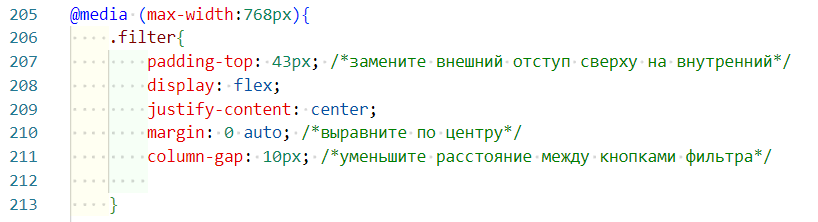 205 @media (max-width:768px){
206 .filter{
207 padding-top: 43px; /*замените внешний отступ сверху на внутренний*/
208 display: flex;
209 justify-content: center;
210 margin: 0 auto; /*выравните по центру*/
211 column-gap: 10px; /*уменьшите расстояние между кнопками фильтра*/
212
213 }